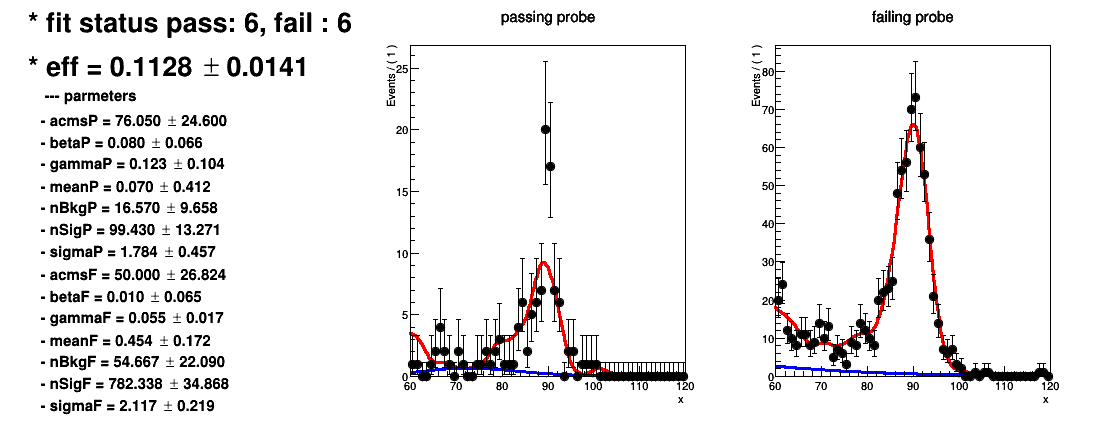 * fit status pass: 6, fail : 6
* eff = 0.1128 ± 0.0141
--- parmeters
- acmsP = 76.050 ± 24.600
- betaP = 0.080 ± 0.066
- gammaP = 0.123 ± 0.104
- meanP = 0.070 ± 0.412
- nBkgP = 16.570 ± 9.658
- nSigP = 99.430 ± 13.271
- sigmaP = 1.784 ± 0.457
- acmsF = 50.000 ± 26.824
- betaF = 0.010 ± 0.065
- gammaF = 0.055 ± 0.017
- meanF = 0.454 ± 0.172
- nBkgF = 54.667 ± 22.090
- nSigF = 782.338 ± 34.868
- sigmaF = 2.117 ± 0.219
passing probe
Events / ( 1 )
25
20
15
10
5
0
60 70 80 90 100 110 120
x
failing probe
Events / ( 1 )
80
70
60
50
40
30
20
10
0
60 70 80 90 100 110 120
x